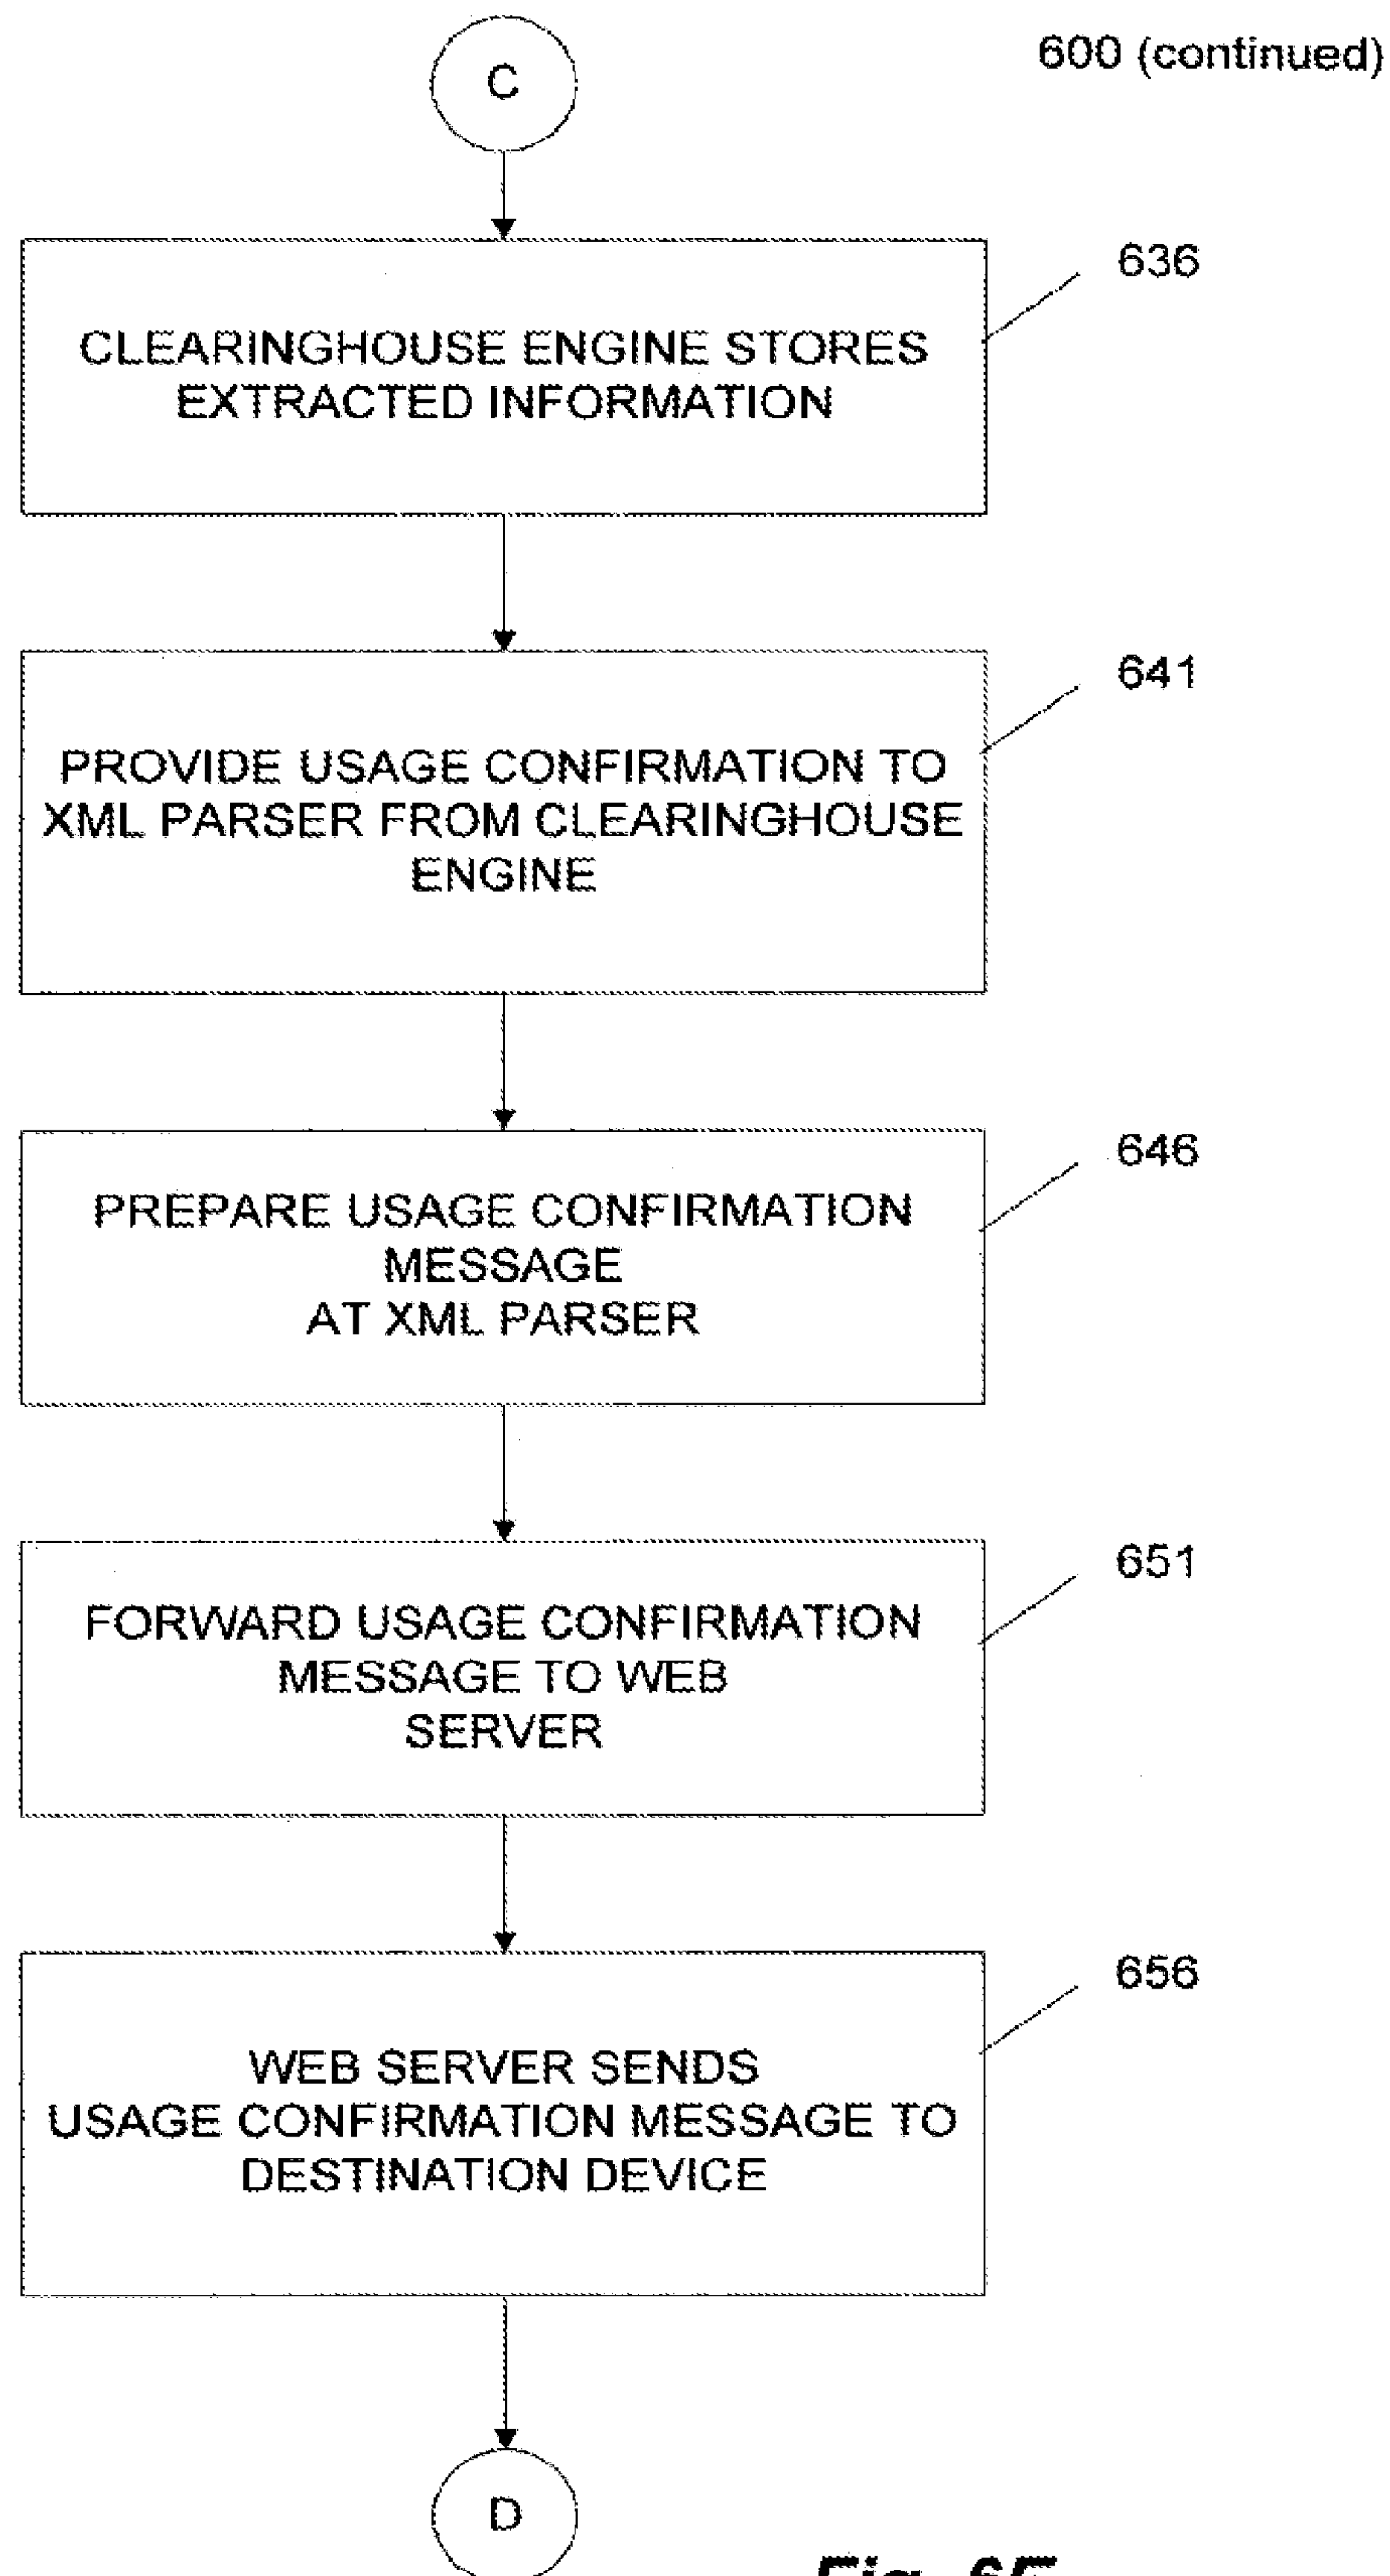 C
600 (continued)
636
CLEARINGHOUSE ENGINE STORES
EXTRACTED INFORMATION
641
PROVIDE USAGE CONFIRMATION TO
XML PARSER FROM CLEARINGHOUSE
ENGINE
646
PREPARE USAGE CONFIRMATION
MESSAGE
AT XML PARSER
651
FORWARD USAGE CONFIRMATION
MESSAGE TO WEB
SERVER
656
WEB SERVER SENDS
USAGE CONFIRMATION MESSAGE TO
DESTINATION DEVICE
D
Fig.